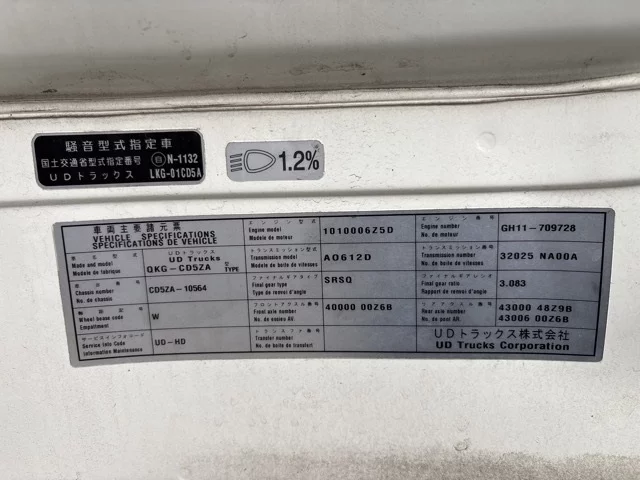 騒音型式指定車
国土交通省型式指定番号 自 N-1132
UDトラックス LKG-01CD5A
1.2%
車両主要諸元表
VEHICLE SPECIFICATIONS
SPECIFICATIONS DE VEHICLE
車名型式
Make and model
Modele de fabrique
UDトラックス
UD Trucks
QKG-CD5ZA 型 TYPE
Chassis number
No. de chassis
CD5ZA-10564
Wheel base code
Empattement
W
サービスインフォコード
Service Info Code
Information Maintenance
UD-HD
エンジン型式
Engine model
Modele de moteur
1010006Z5D
トランスミッション型式
Transmission model
Modele de boite de vitesses
AO612D
ファイナルギアタイプ
Final gear type
Type de renvoi d'angle
SRSQ
フロントアクスル番号
Front axle number
No. de essieu AV.
40000 00Z6B
トランスファ番号
Transfer number
No de boite de transfert
エンジン番号
Engine number
No. de moteur
GH11-709728
トランスミッション番号
Transmission number
No. de boite de vitesses
32025 NA00A
ファイナルギアレシオ
Final gear ratio
Rapport de renvoi d'angle
3.083
リアアクスル番号
Rear axle number
No. de pont AR.
43000 48Z9B
43006 00Z6B
UDトラックス株式会社
UD Trucks Corporation